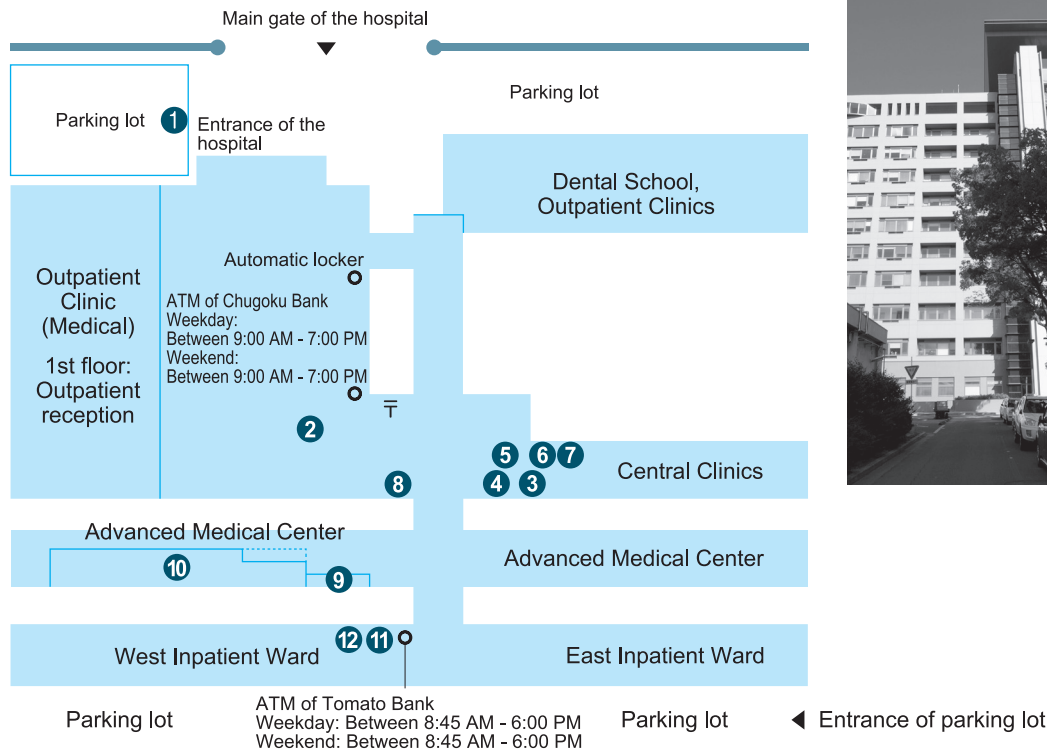 Main gate of the hospital
▼
Parking lot
Parking lot
1
Entrance of the
hospital
Dental School,
Outpatient Clinics
Automatic locker
Outpatient
Clinic
(Medical)
1st floor:
Outpatient
reception
ATM of Chugoku Bank
Weekday:
Between 9:00 AM - 7:00 PM
Weekend:
Between 9:00 AM - 7:00 PM
〒
2
5
6
7
8
4
3
Central Clinics
Advanced Medical Center
10
9
Advanced Medical Center
12
11
West Inpatient Ward
East Inpatient Ward
ATM of Tomato Bank
Weekday: Between 8:45 AM - 6:00 PM
Weekend: Between 8:45 AM - 6:00 PM
Parking lot
Parking lot
◀ Entrance of parking lot